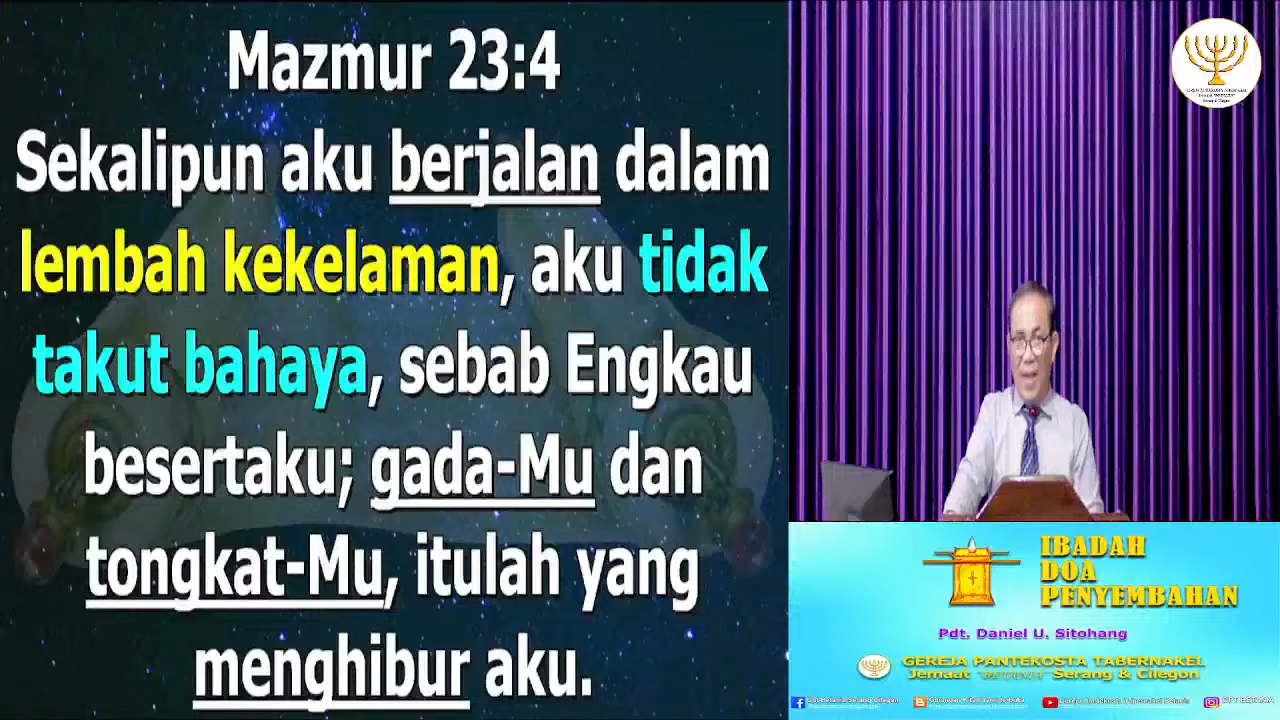 Mazmur 23:4
Sekalipun aku berjalan dalam
lembah kekelaman, aku tidak
takut bahaya, sebab Engkau
besertaku; gada-Mu dan
tongkat-Mu, itulah yang
menghibur aku.
IBADAH
DOA
PENYEMBAHAN
Pdt. Daniel U. Sitohang
GEREJA PANTEKOSTA TABERNAKEL
Jemaat "BETANIA" Serang & Cilegon